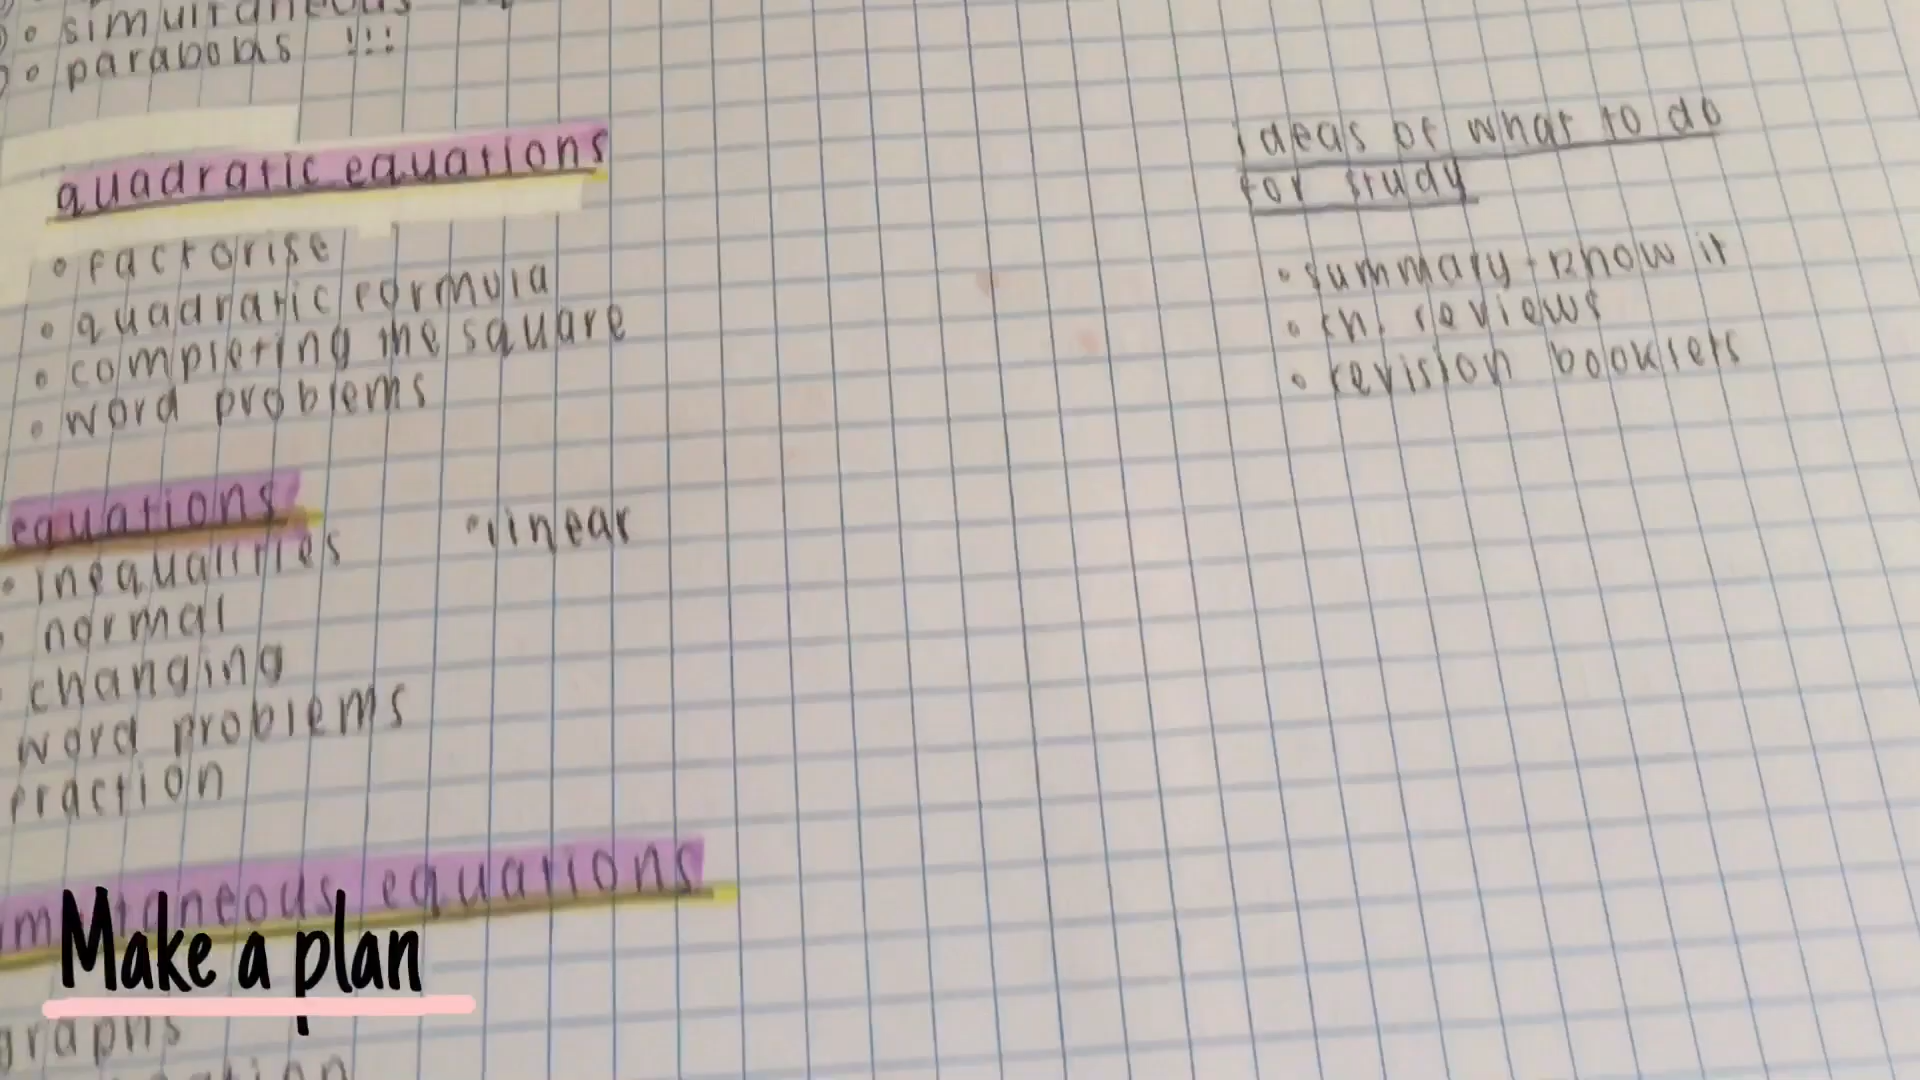 • simultaneous
• parabolas !!!
quadratic equations
• factorise
• quadratic formula
• completing the square
• word problems
equations
• inequalities
• linear
normal
changing
word problems
fraction
simultaneous equations
graphs
Ideas of what to do
for study
• summary + know it
• ch. reviews
• revision booklets
Make a plan